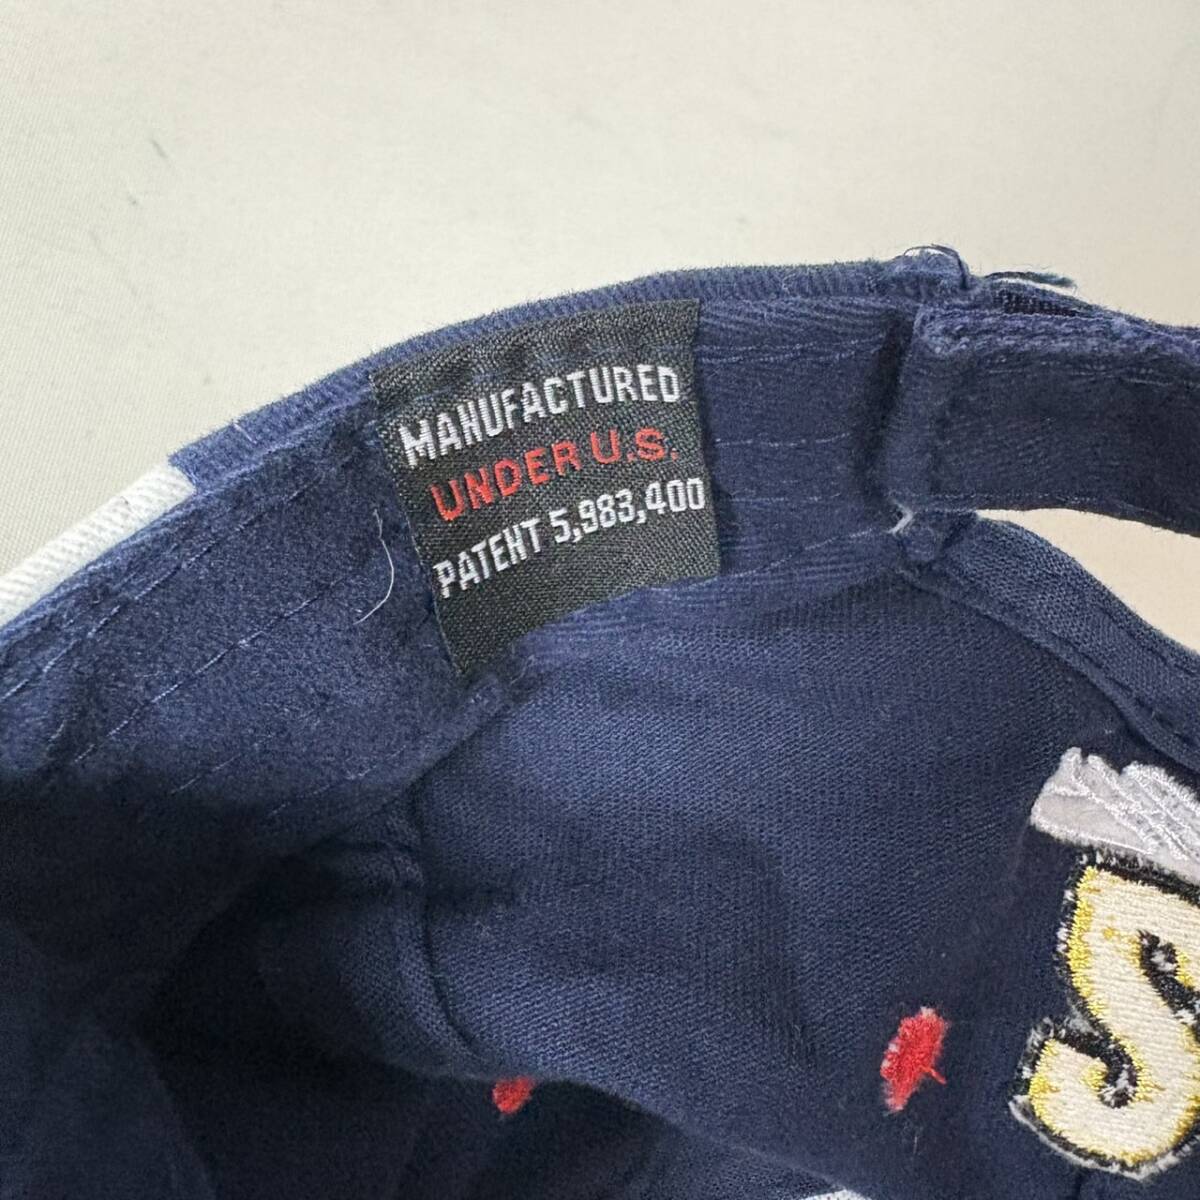 MANUFACTURED
UNDER U.S.
PATENT 5,983,400
S